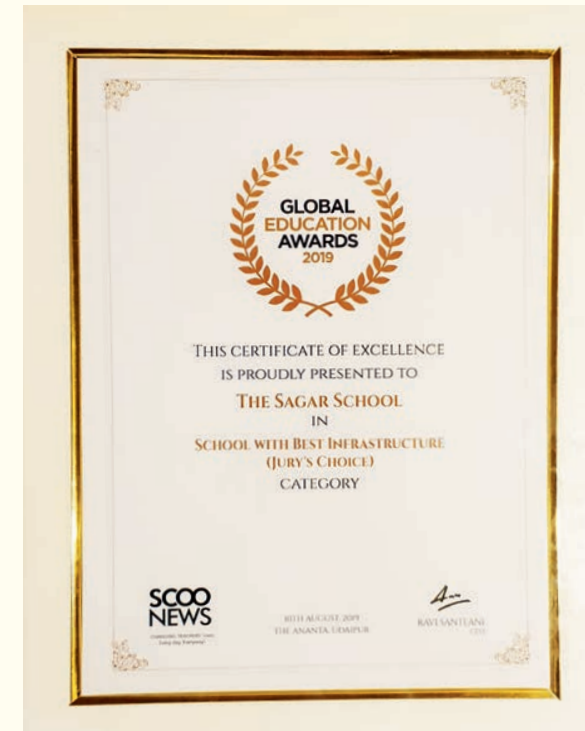 GLOBAL
EDUCATION
AWARDS
2019
THIS CERTIFICATE OF EXCELLENCE
IS PROUDLY PRESENTED TO
THE SAGAR SCHOOL
IN
SCHOOL WITH BEST INFRASTRUCTURE
(JURY'S CHOICE)
CATEGORY
SCOO
NEWS
10TH AUGUST 2019
THE ANANTA, UDAIPUR
RAVI SANTLANI
CEO